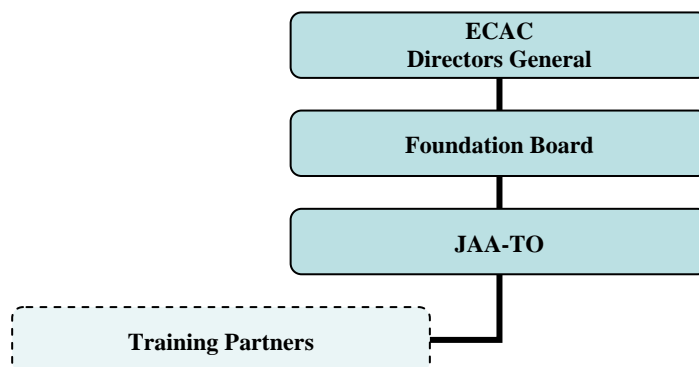 ECAC
Directors General
Foundation Board
JAA-TO
Training Partners